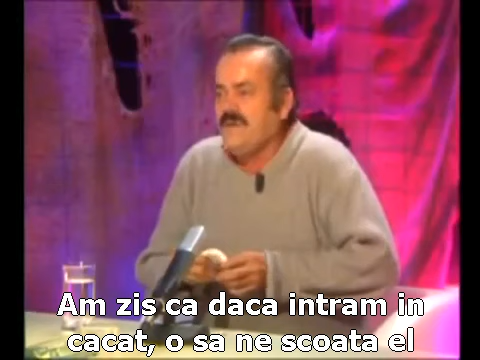 Am zis ca daca intram in
cacat, o sa ne scoata el